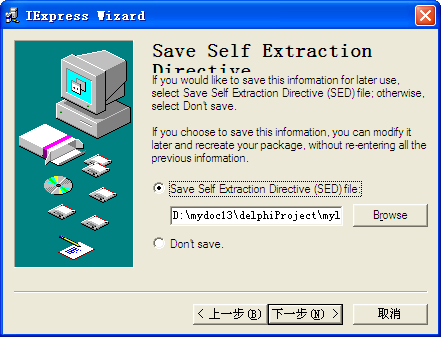 IExpress Wizard
Save Self Extraction
Directive
If you would like to save this information for later use,
select Save Self Extraction Directive (SED) file; otherwise,
select Don't save.
If you choose to save this information, you can modify it
later and recreate your package, without re-entering all the
previous information.
Save Self Extraction Directive (SED) file:
D:\mydoc13\delphiProject\myl
Browse
Don't save.
< 上一步(B)
下一步(N) >
取消